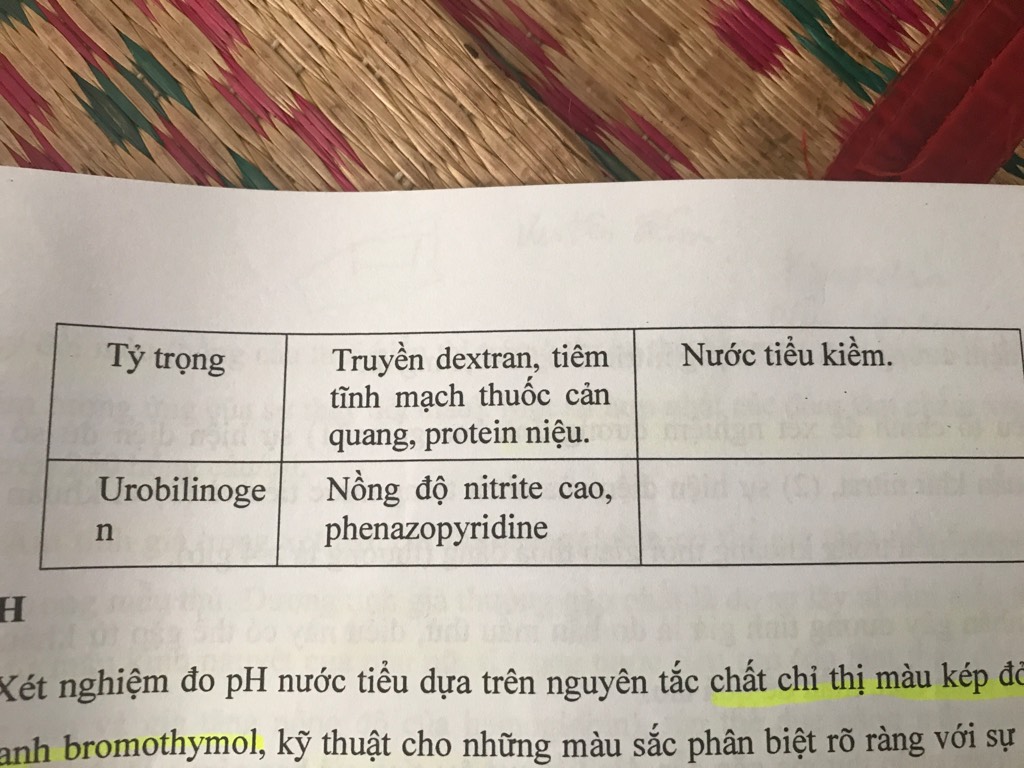 Tỷ trọng
Truyền dextran, tiêm
tĩnh mạch thuốc cản
quang, protein niệu.
Nước tiểu kiềm.
Urobilinoge
n
Nồng độ nitrite cao,
phenazopyridine
H
Xét nghiệm đo pH nước tiểu dựa trên nguyên tắc chất chỉ thị màu kép đỏ
anh bromothymol, kỹ thuật cho những màu sắc phân biệt rõ ràng với sự